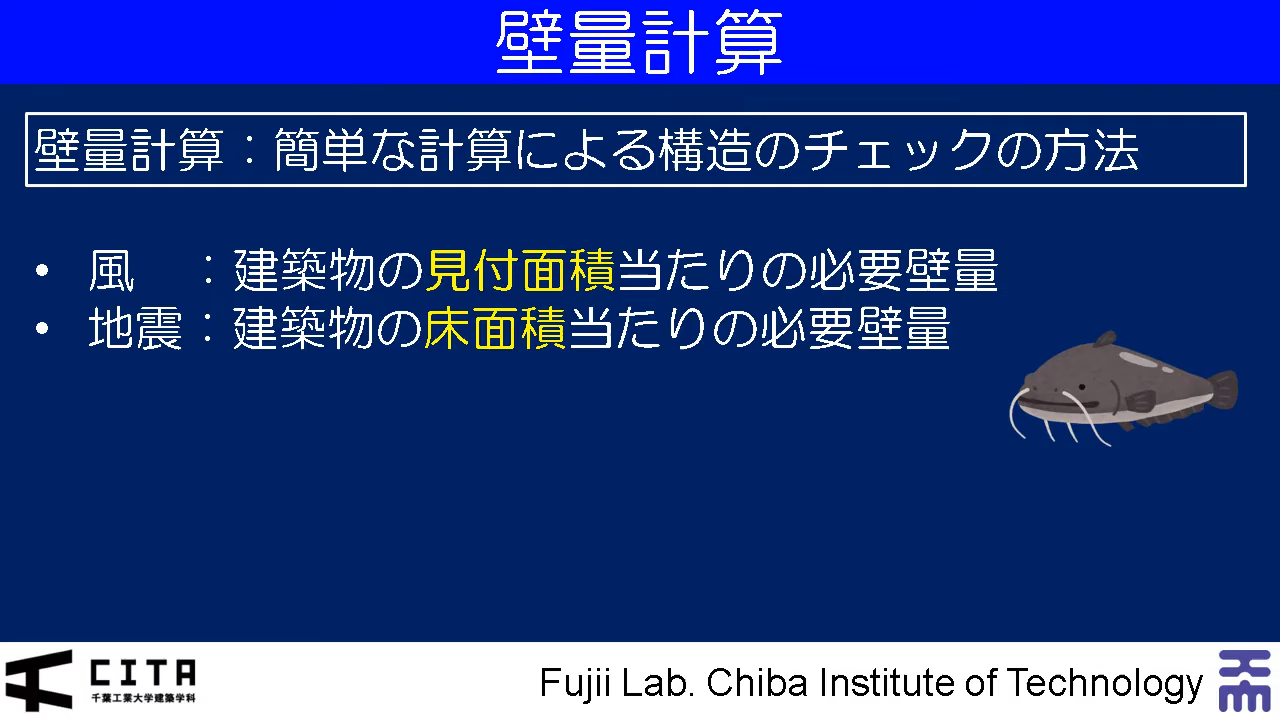 壁量計算
壁量計算：簡単な計算による構造のチェックの方法
• 風　：建築物の見付面積当たりの必要壁量
• 地震：建築物の床面積当たりの必要壁量
CITA
千葉工業大学建築学科
Fujii Lab. Chiba Institute of Technology